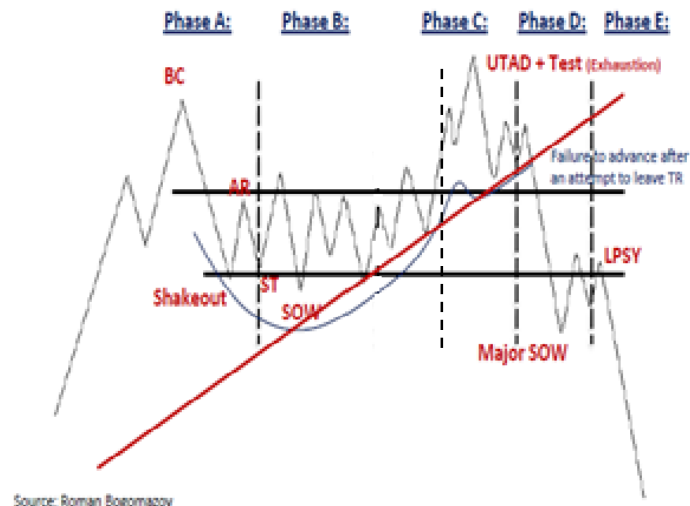 Phase A: Phase B: Phase C: Phase D: Phase E:
BC
UTAD + Test (Exhaustion)
Failure to advance after
an attempt to leave TR
AR
LPSY
Shakeout
ST
SOW
Major SOW
Source: Roman Bogomazov